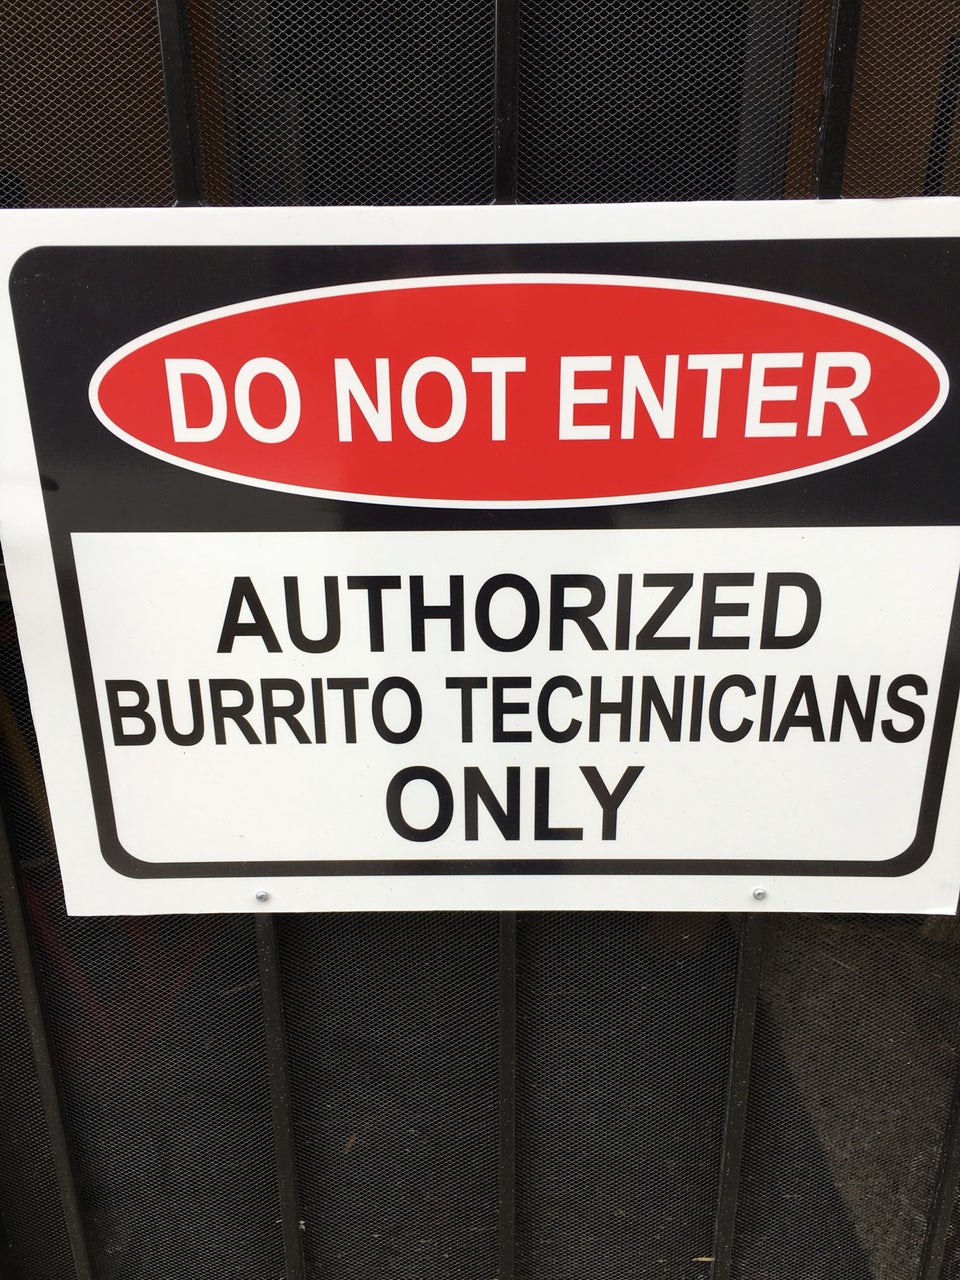 DO NOT ENTER
AUTHORIZED
BURRITO TECHNICIANS
ONLY